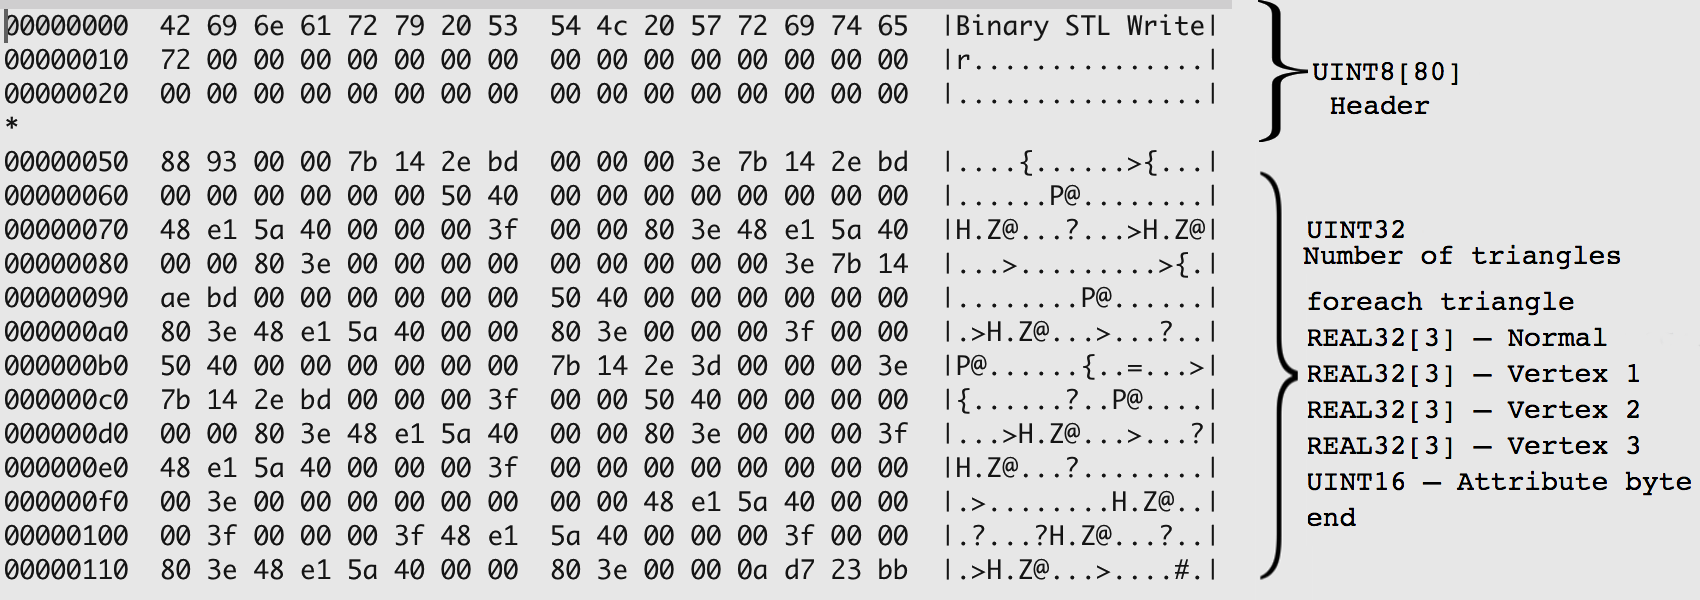 00000000  42 69 6e 61 72 79 20 53  54 4c 20 57 72 69 74 65  |Binary STL Write|
00000010  72 00 00 00 00 00 00 00  00 00 00 00 00 00 00 00  |r...............|
00000020  00 00 00 00 00 00 00 00  00 00 00 00 00 00 00 00  |................|
*
00000050  88 93 00 00 7b 14 2e bd  00 00 00 3e 7b 14 2e bd  |....{......>{...|
00000060  00 00 00 00 00 00 50 40  00 00 00 00 00 00 00 00  |......P@........|
00000070  48 e1 5a 40 00 00 00 3f  00 00 80 3e 48 e1 5a 40  |H.Z@...?...>H.Z@|
00000080  00 00 80 3e 00 00 00 00  00 00 00 00 00 3e 7b 14  |...>.........>{.|
00000090  ae bd 00 00 00 00 00 00  50 40 00 00 00 00 00 00  |........P@......|
000000a0  80 3e 48 e1 5a 40 00 00  80 3e 00 00 00 3f 00 00  |.>H.Z@...>...?..|
000000b0  50 40 00 00 00 00 00 00  7b 14 2e 3d 00 00 00 3e  |P@......{..=...>|
000000c0  7b 14 2e bd 00 00 00 3f  00 00 50 40 00 00 00 00  |{......?..P@....|
000000d0  00 00 80 3e 48 e1 5a 40  00 00 80 3e 00 00 00 3f  |...>H.Z@...>...?|
000000e0  48 e1 5a 40 00 00 00 3f  00 00 00 00 00 00 00 00  |H.Z@...?........|
000000f0  00 3e 00 00 00 00 00 00  00 00 48 e1 5a 40 00 00  |.>........H.Z@..|
00000100  00 3f 00 00 00 3f 48 e1  5a 40 00 00 00 3f 00 00  |.?...?H.Z@...?..|
00000110  80 3e 48 e1 5a 40 00 00  80 3e 00 00 0a d7 23 bb  |.>H.Z@...>....#.|
UINT8[80]
Header
UINT32
Number of triangles
foreach triangle
REAL32[3] – Normal
REAL32[3] – Vertex 1
REAL32[3] – Vertex 2
REAL32[3] – Vertex 3
UINT16 – Attribute byte
end